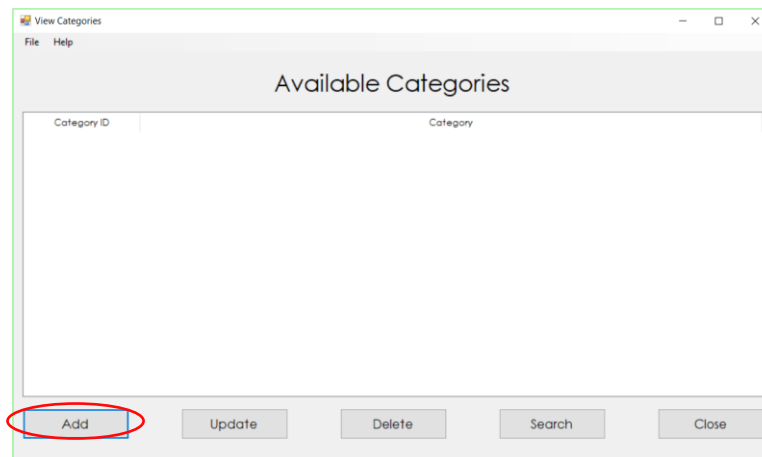 View Categories
File Help
Available Categories
Category ID Category
Add Update Delete Search Close